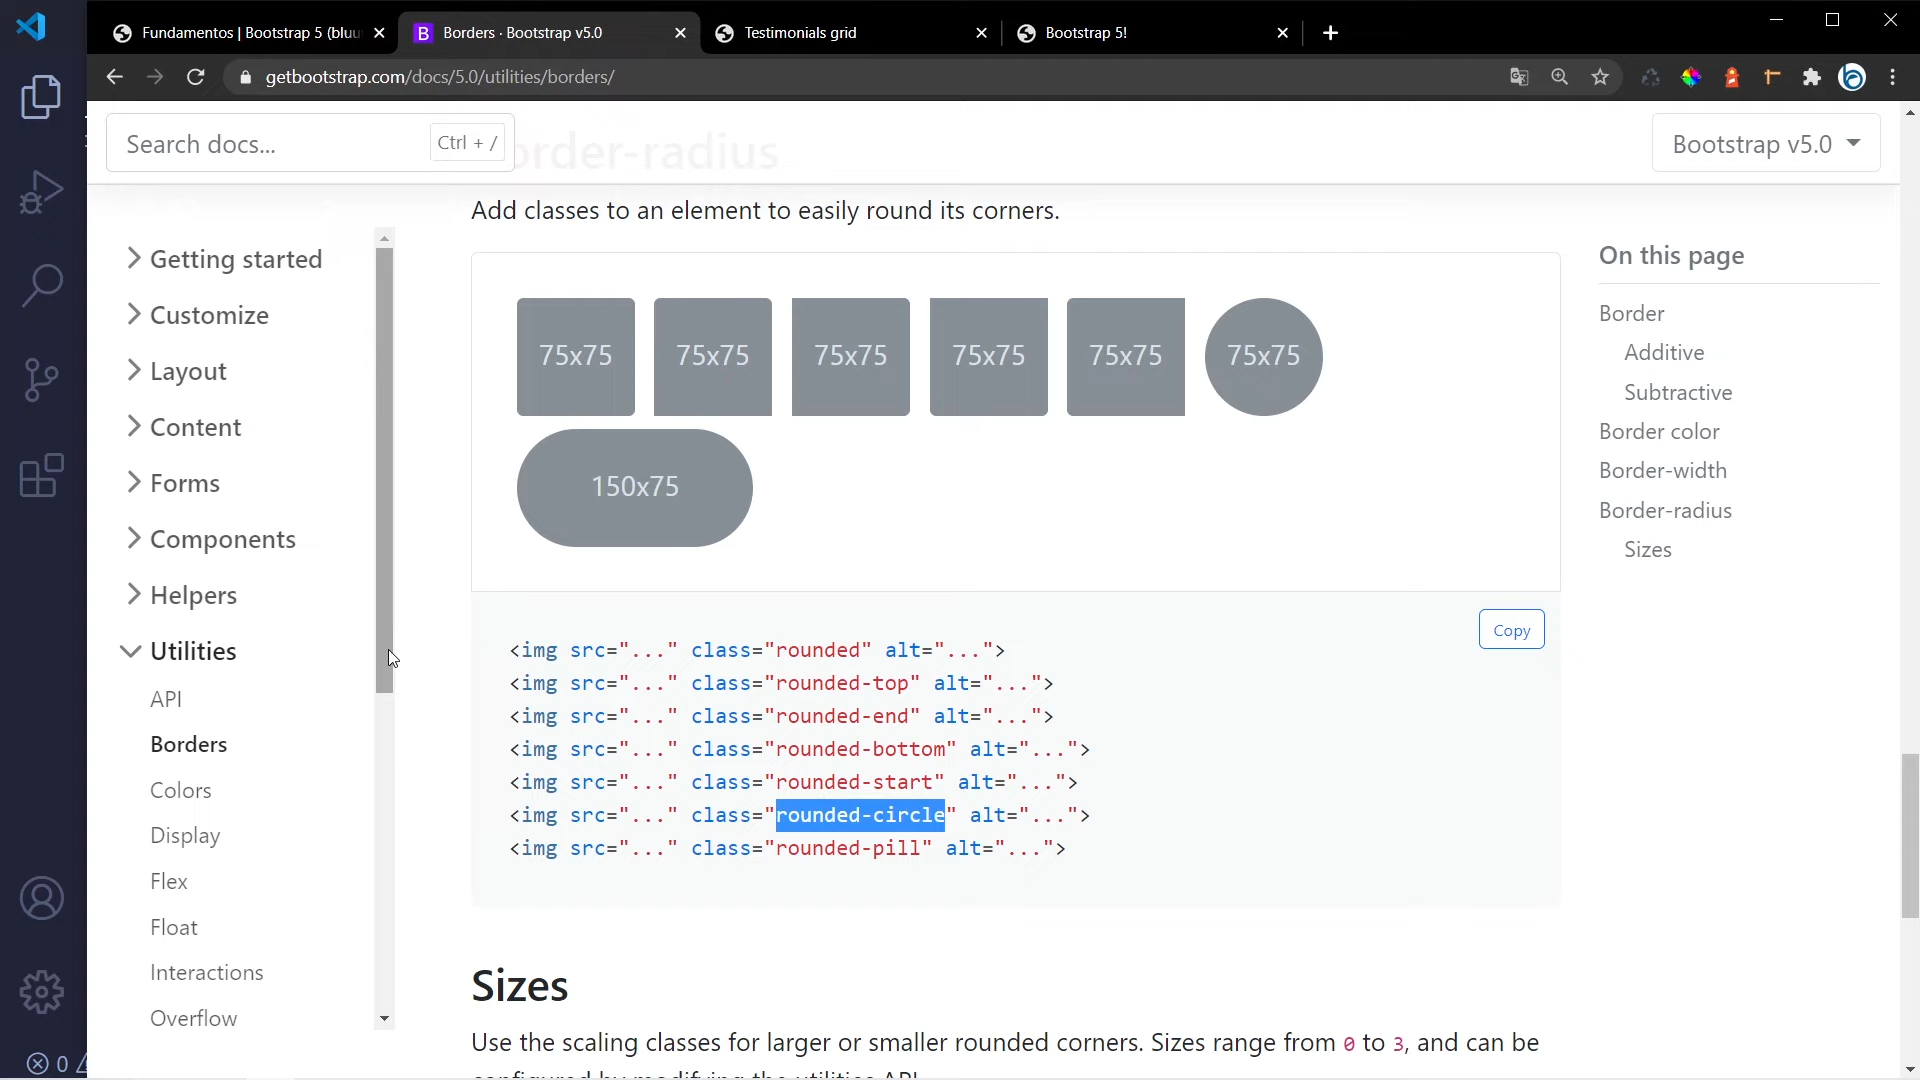 Fundamentos | Bootstrap 5 (bluu
Borders · Bootstrap v5.0
Testimonials grid
Bootstrap 5!
getbootstrap.com/docs/5.0/utilities/borders/
Search docs...
Ctrl + /
order-radius
Bootstrap v5.0
Add classes to an element to easily round its corners.
Getting started
Customize
Layout
Content
Forms
Components
Helpers
Utilities
API
Borders
Colors
Display
Flex
Float
Interactions
Overflow
75x75 75x75 75x75 75x75 75x75 75x75
150x75
Copy
<img src="..." class="rounded" alt="...">
<img src="..." class="rounded-top" alt="...">
<img src="..." class="rounded-end" alt="...">
<img src="..." class="rounded-bottom" alt="...">
<img src="..." class="rounded-start" alt="...">
<img src="..." class="rounded-circle" alt="...">
<img src="..." class="rounded-pill" alt="...">
Sizes
Use the scaling classes for larger or smaller rounded corners. Sizes range from 0 to 3, and can be
On this page
Border
Additive
Subtractive
Border color
Border-width
Border-radius
Sizes
0